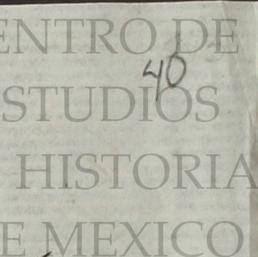 ENTRO DE
40
STUDIOS
HISTORIA
E MEXICO